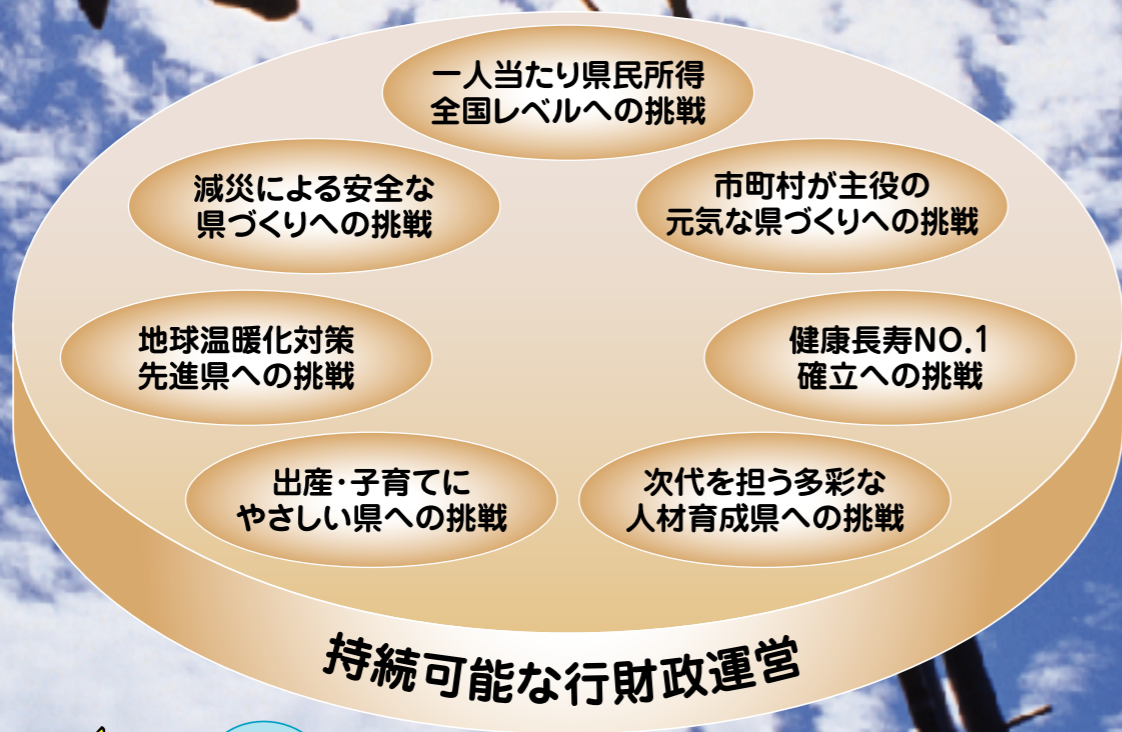 一人当たり県民所得
全国レベルへの挑戦
減災による安全な
県づくりへの挑戦
市町村が主役の
元気な県づくりへの挑戦
地球温暖化対策
先進県への挑戦
健康長寿NO.1
確立への挑戦
出産・子育てに
やさしい県への挑戦
次代を担う多彩な
人材育成県への挑戦
持続可能な行財政運営